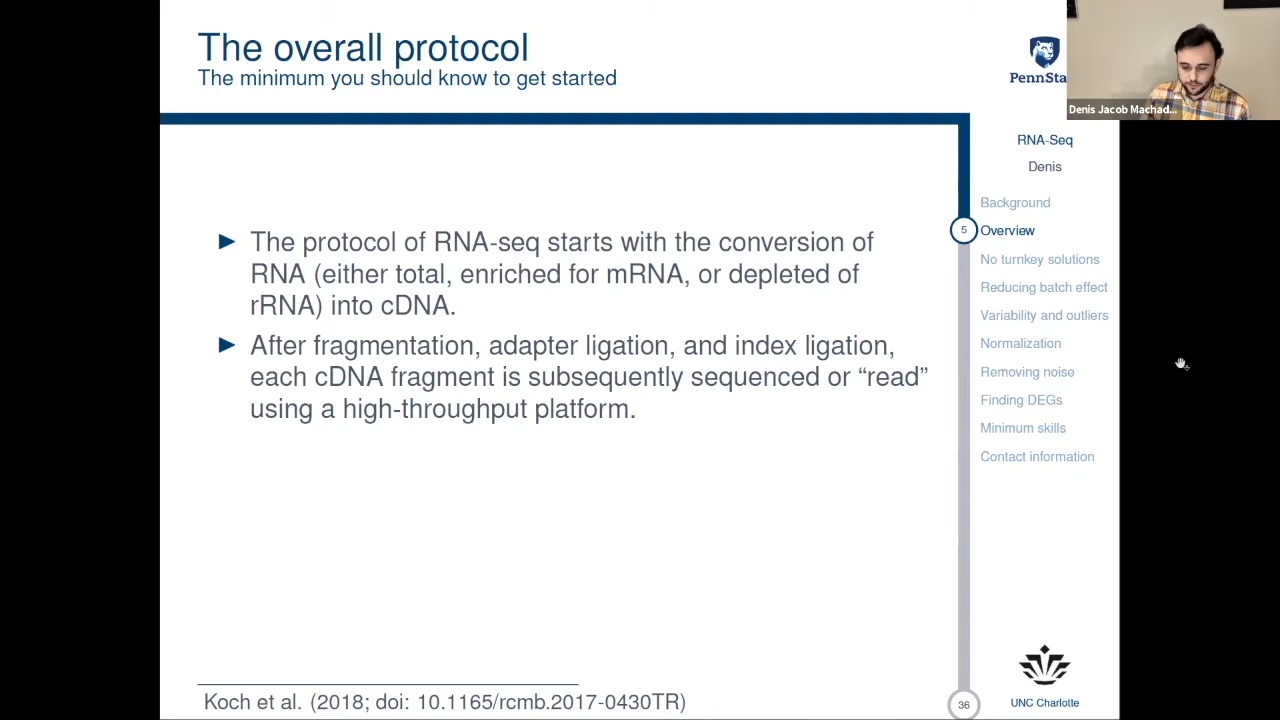 The overall protocol
The minimum you should know to get started
PennSta
Denis Jacob Machad...
RNA-Seq
Denis
Background
5
Overview
No turnkey solutions
Reducing batch effect
Variability and outliers
Normalization
Removing noise
Finding DEGs
Minimum skills
Contact information
► The protocol of RNA-seq starts with the conversion of
RNA (either total, enriched for mRNA, or depleted of
rRNA) into cDNA.
► After fragmentation, adapter ligation, and index ligation,
each cDNA fragment is subsequently sequenced or “read”
using a high-throughput platform.
Koch et al. (2018; doi: 10.1165/rcmb.2017-0430TR)
36
UNC Charlotte